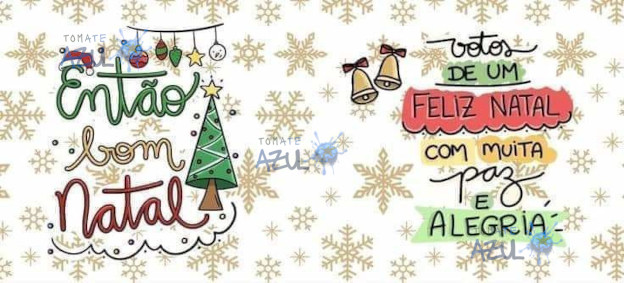 Então
bom
Natal
votos
DE UM
FELIZ NATAL
COM MUITA
paz
E
ALEGRIA
TOMATE
AZUL
TOMATE
AZUL
AZUL